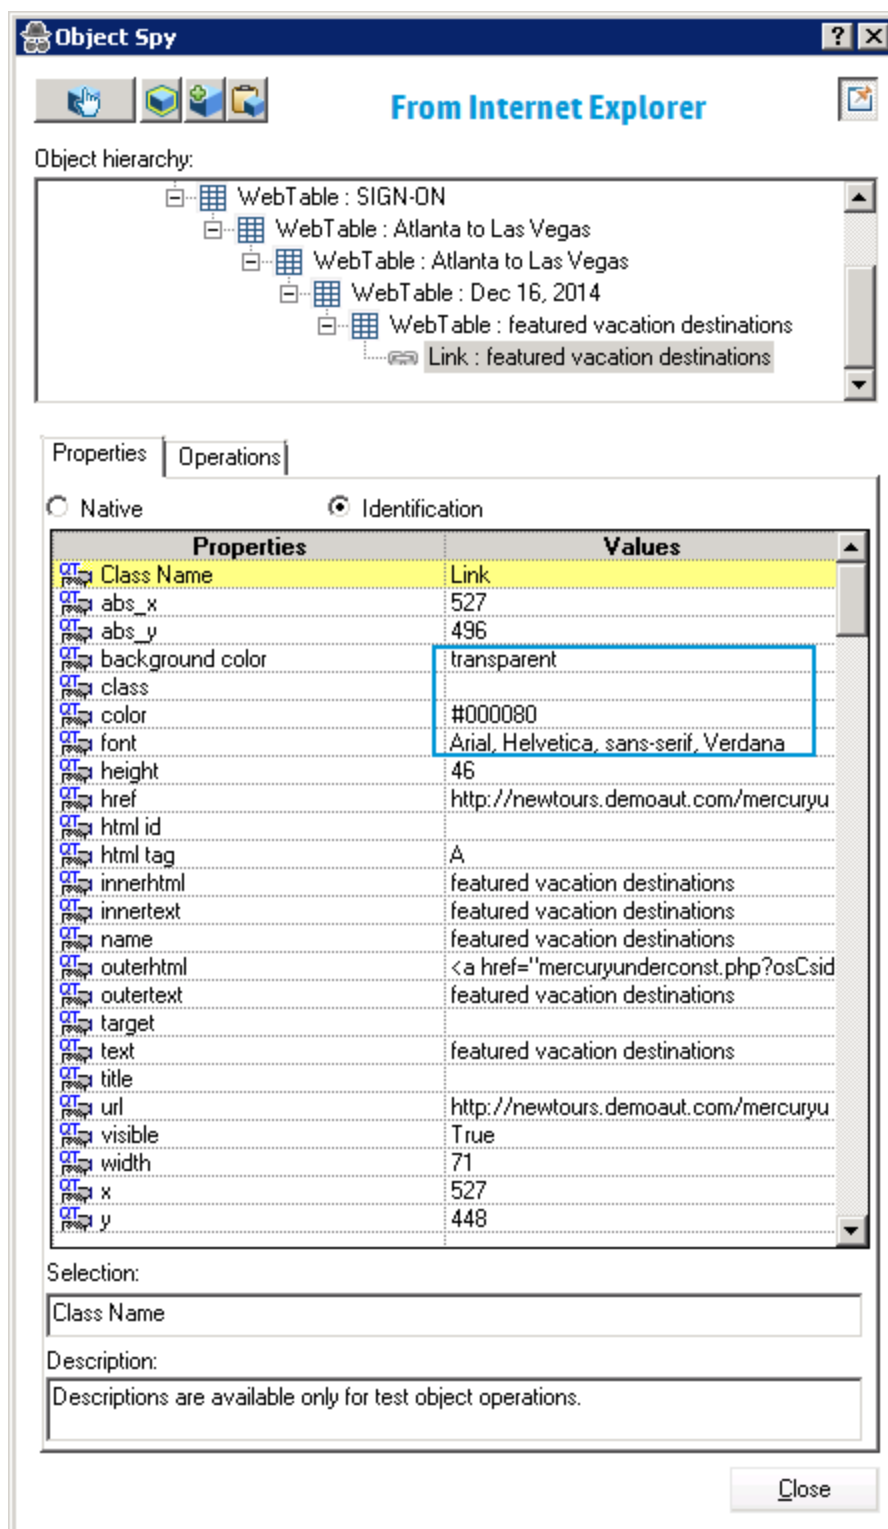 Object Spy
From Internet Explorer
Object hierarchy:
WebTable : SIGN-ON
WebTable : Atlanta to Las Vegas
WebTable : Atlanta to Las Vegas
WebTable : Dec 16, 2014
WebTable : featured vacation destinations
Link : featured vacation destinations
Properties Operations
Native Identification
Properties Values
Class Name Link
abs_x 527
abs_y 496
background color transparent
class
color #000080
font Arial, Helvetica, sans-serif, Verdana
height 46
href http://newtours.demoaut.com/mercuryu
html id
html tag A
innerhtml featured vacation destinations
innertext featured vacation destinations
name featured vacation destinations
outerhtml <a href="mercuryunderconst.php?osCsid
outertext featured vacation destinations
target
text featured vacation destinations
title
url http://newtours.demoaut.com/mercuryu
visible True
width 71
x 527
y 448
Selection:
Class Name
Description:
Descriptions are available only for test object operations.
Close